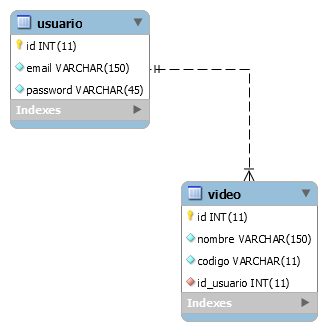 usuario
id INT(11)
email VARCHAR(150)
password VARCHAR(45)
Indexes
video
id INT(11)
nombre VARCHAR(150)
codigo VARCHAR(11)
id_usuario INT(11)
Indexes